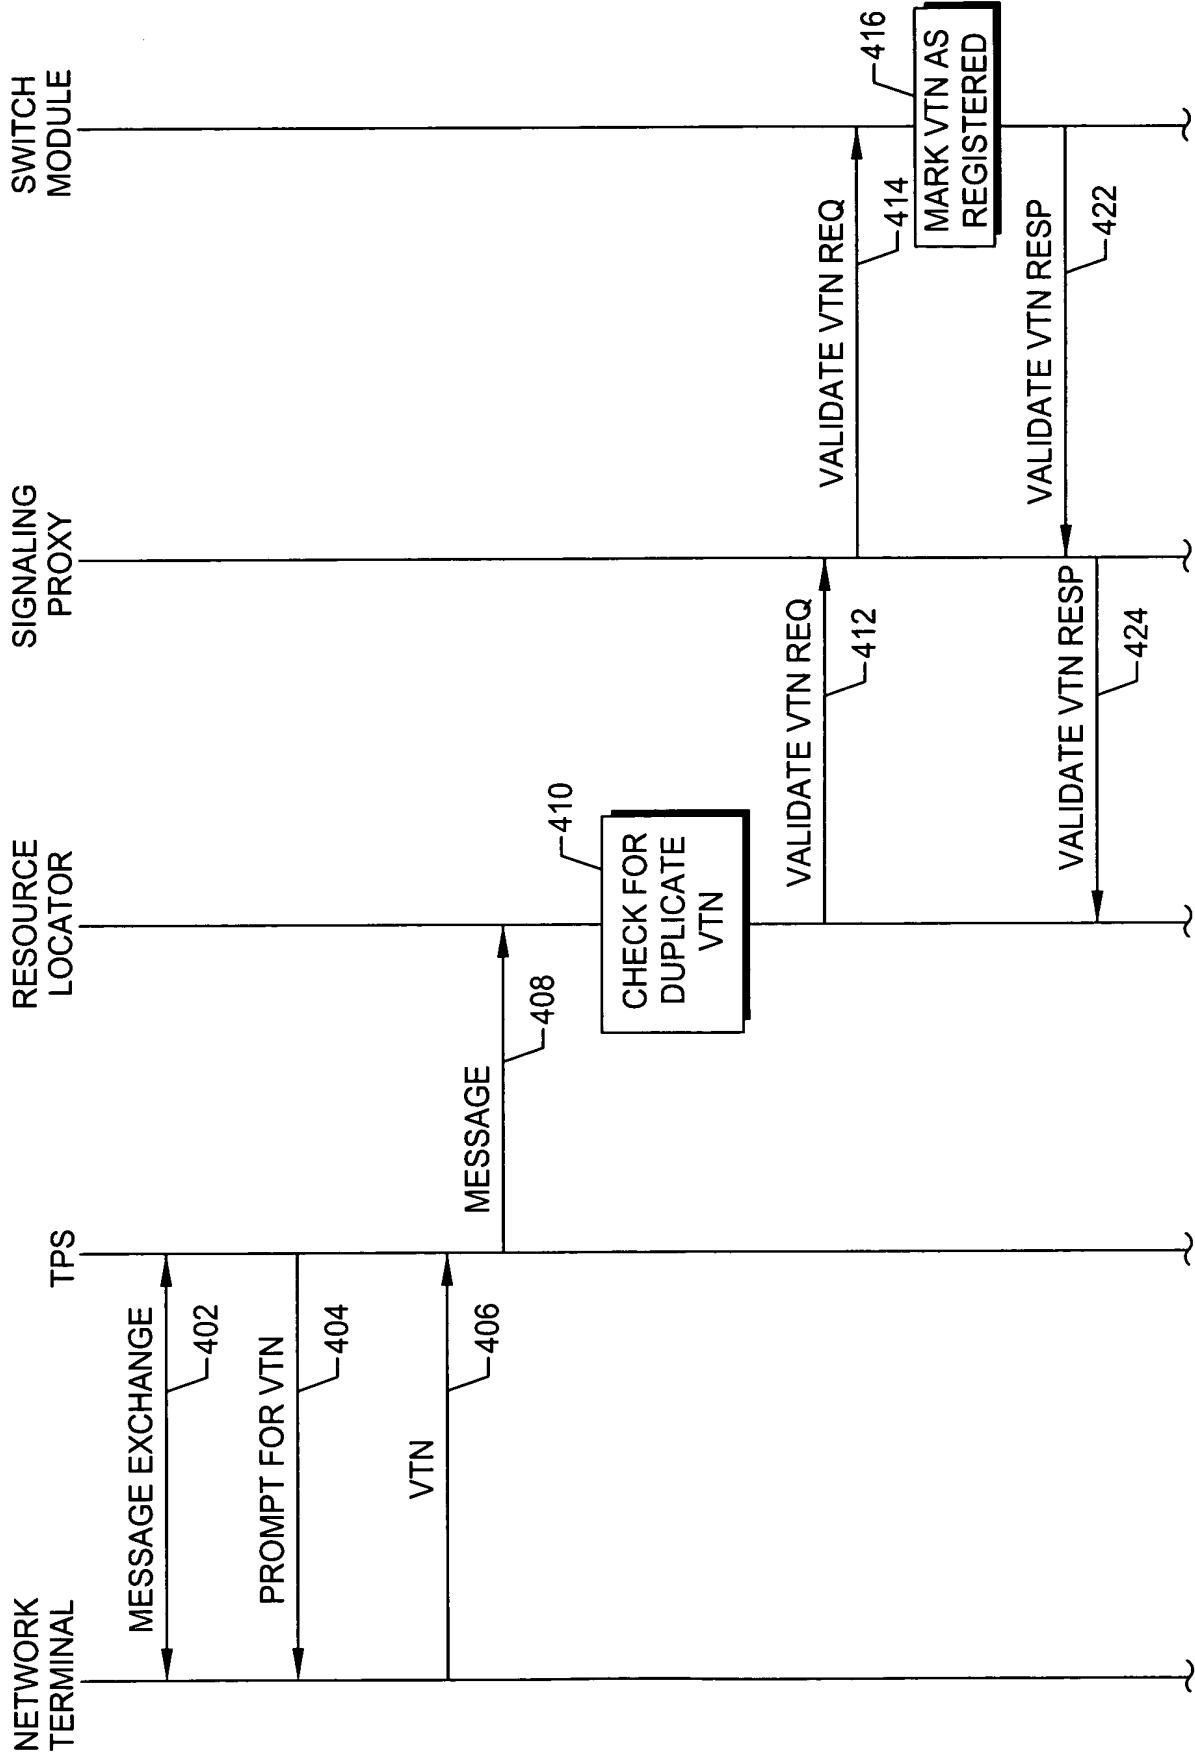 NETWORK
TERMINAL
TPS
RESOURCE
LOCATOR
SIGNALING
PROXY
SWITCH
MODULE
MESSAGE EXCHANGE
402
PROMPT FOR VTN
404
VTN
406
MESSAGE
408
410
CHECK FOR
DUPLICATE
VTN
VALIDATE VTN REQ
412
VALIDATE VTN REQ
414
416
MARK VTN AS
REGISTERED
VALIDATE VTN RESP
422
VALIDATE VTN RESP
424